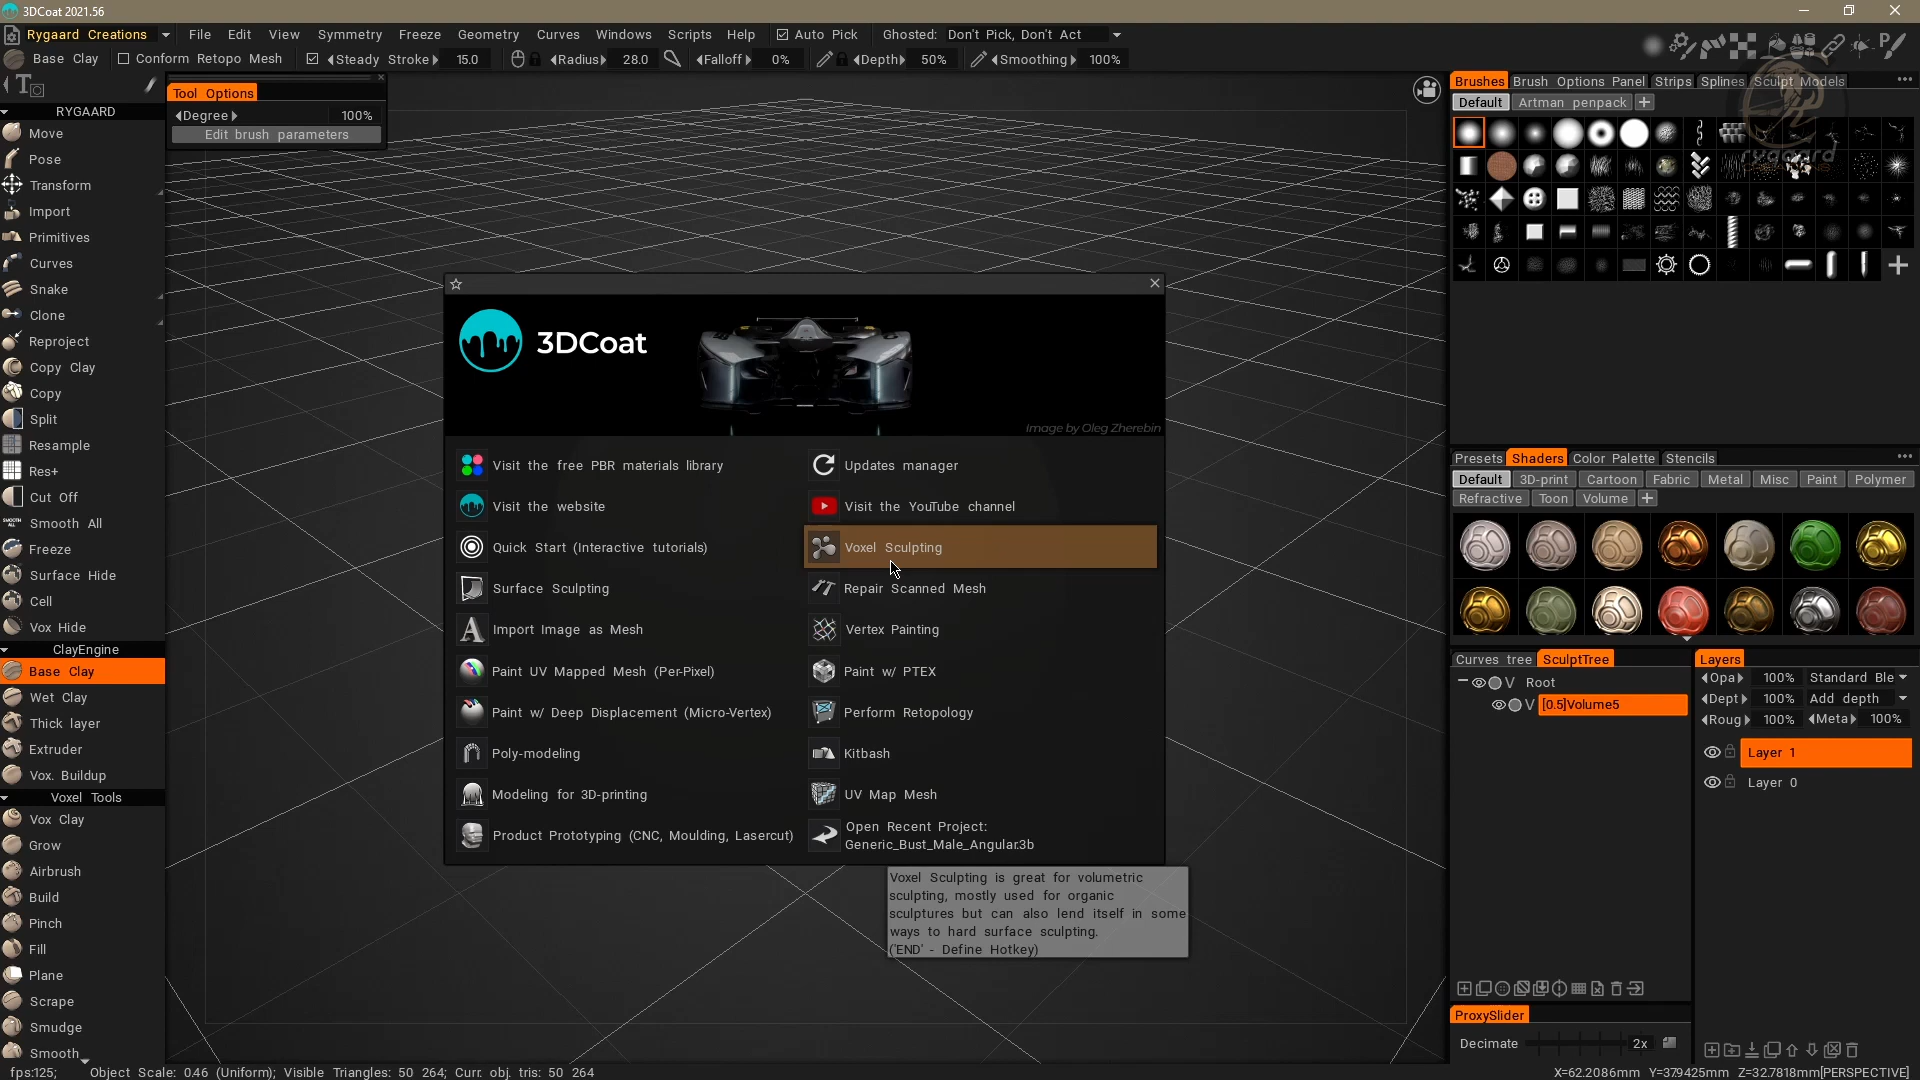 3DCoat 2021.56
Rygaard Creations File Edit View Symmetry Freeze Geometry Curves Windows Scripts Help Auto Pick Ghosted: Don't Pick, Don't Act
Base Clay Conform Retopo Mesh Steady Stroke 15.0 Radius 28.0 Falloff 0% Depth 50% Smoothing 100%
Tool Options
Degree 100%
Edit brush parameters
RYGAARD
Move
Pose
Transform
Import
Primitives
Curves
Snake
Clone
Reproject
Copy Clay
Copy
Split
Resample
Res+
Cut Off
Smooth All
Freeze
Surface Hide
Cell
Vox Hide
ClayEngine
Base Clay
Wet Clay
Thick layer
Extruder
Vox. Buildup
Voxel Tools
Vox Clay
Grow
Airbrush
Build
Pinch
Fill
Plane
Scrape
Smudge
Smooth
3DCoat
Image by Oleg Zherebin
Visit the free PBR materials library
Updates manager
Visit the website
Visit the YouTube channel
Quick Start (Interactive tutorials)
Voxel Sculpting
Surface Sculpting
Repair Scanned Mesh
Import Image as Mesh
Vertex Painting
Paint UV Mapped Mesh (Per-Pixel)
Paint w/ PTEX
Paint w/ Deep Displacement (Micro-Vertex)
Perform Retopology
Poly-modeling
Kitbash
Modeling for 3D-printing
UV Map Mesh
Product Prototyping (CNC, Moulding, Lasercut)
Open Recent Project:
Generic_Bust_Male_Angular.3b
Voxel Sculpting is great for volumetric
sculpting, mostly used for organic
sculptures but can also lend itself in some
ways to hard surface sculpting.
('END' - Define Hotkey)
Brushes Brush Options Panel Strips Splines Sculpt Models
Default Artman penpack
rygaard
Presets Shaders Color Palette Stencils
Default 3D-print Cartoon Fabric Metal Misc Paint Polymer
Refractive Toon Volume
Curves tree SculptTree
V Root
V [0.5]Volume5
ProxySlider
Decimate 2x
Layers
Opa 100% Standard Ble
Dept 100% Add depth
Roug 100% Meta 100%
Layer 1
Layer 0
fps:125; Object Scale: 0.46 (Uniform); Visible Triangles: 50 264; Curr. obj. tris: 50 264
X=62.2086mm Y=37.9425mm Z=32.7818mm[PERSPECTIVE]